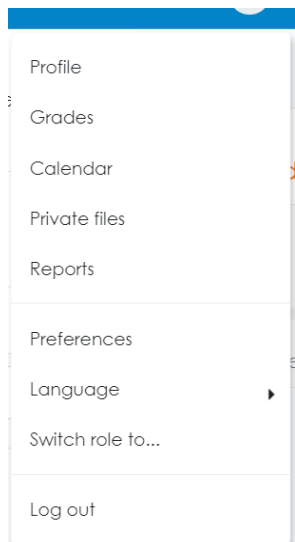 Profile
Grades
Calendar
Private files
Reports
Preferences
Language
Switch role to...
Log out